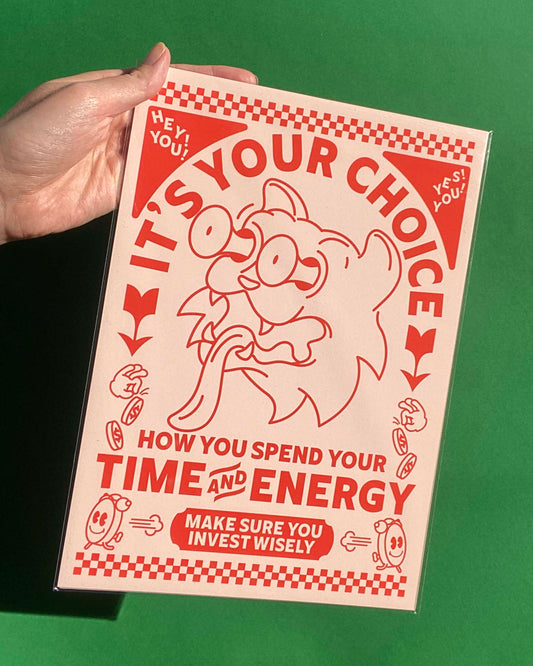 HEY!
YOU!
YES!
YOU!
IT'S YOUR CHOICE
HOW YOU SPEND YOUR
TIME AND ENERGY
MAKE SURE YOU
INVEST WISELY